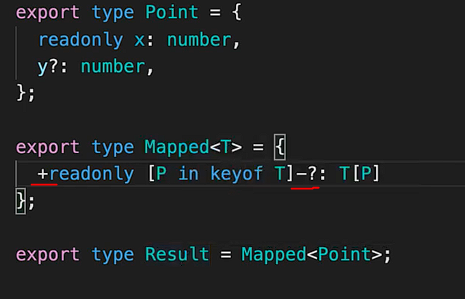 export type Point = {
readonly x: number,
y?: number,
};
export type Mapped<T> = {
+readonly [P in keyof T]-?: T[P]
};
export type Result = Mapped<Point>;